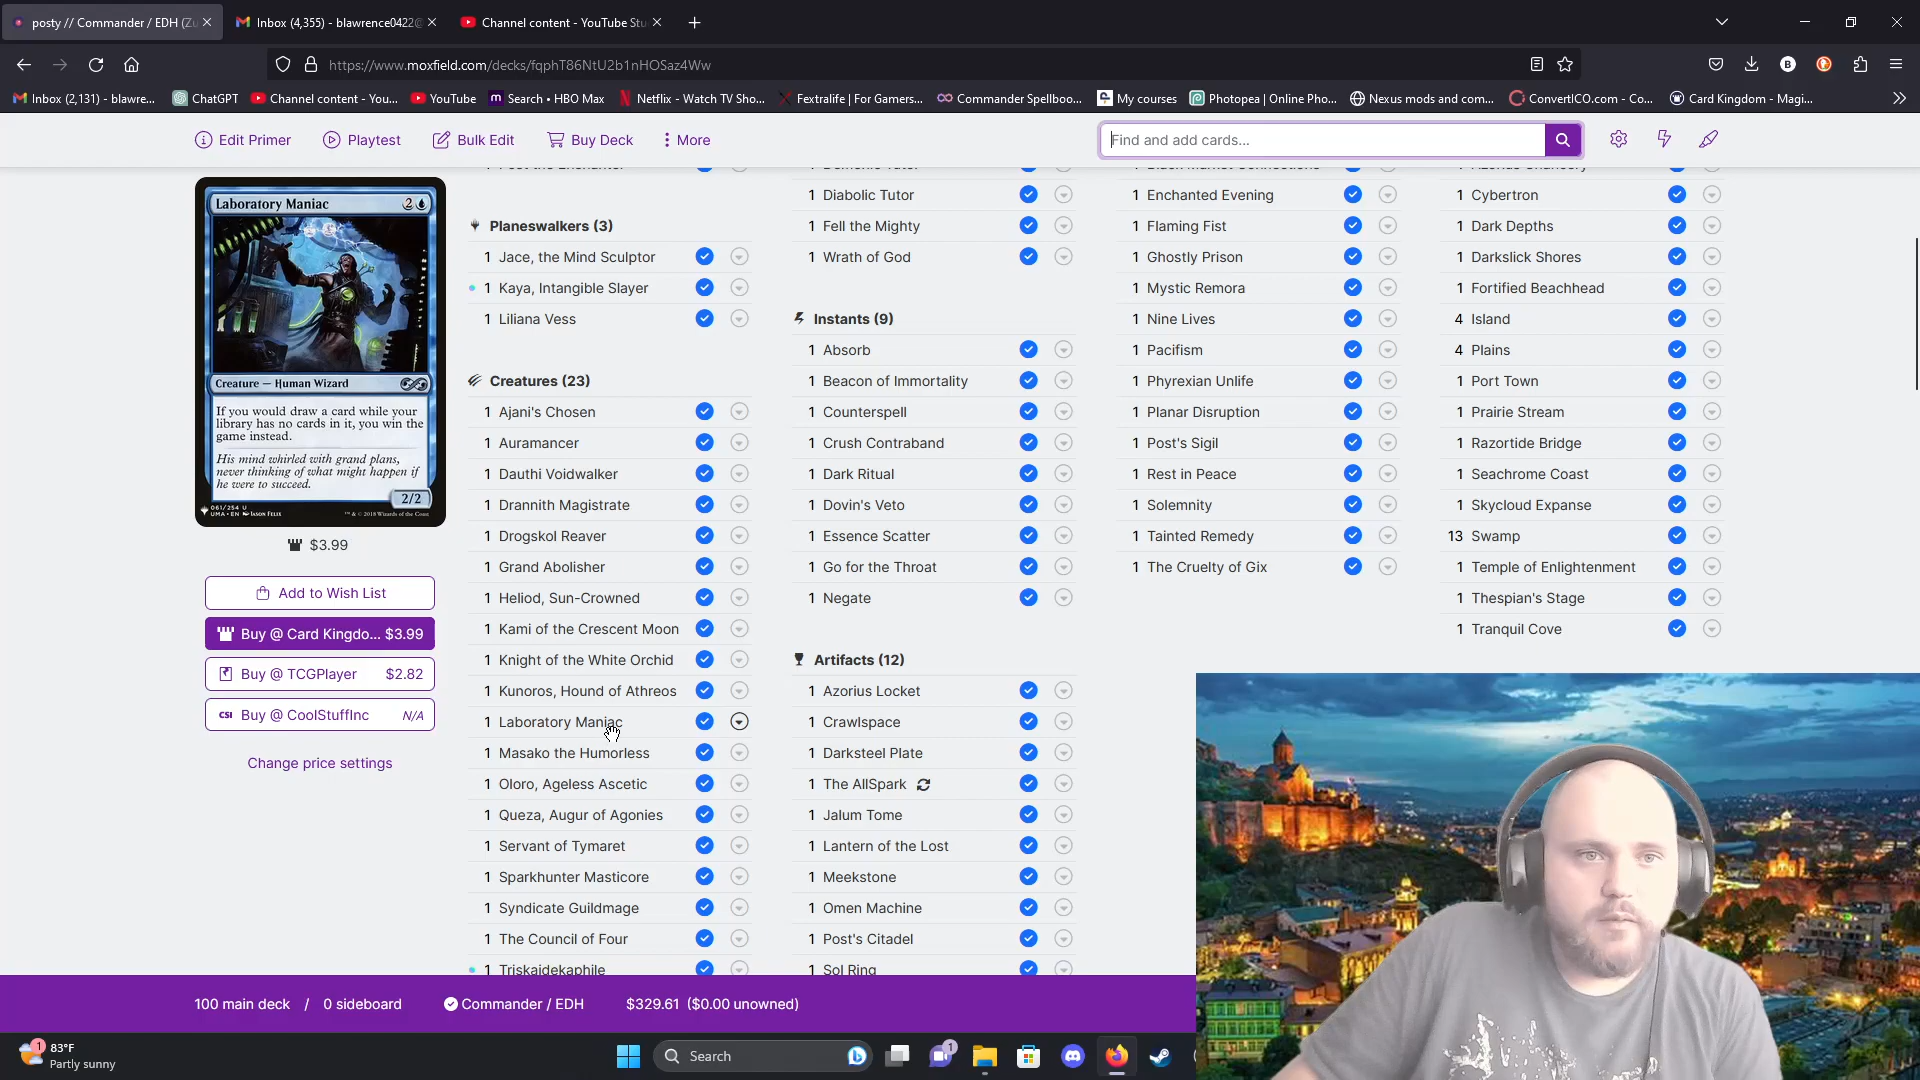 posty // Commander / EDH (Zu
Inbox (4,355) - blawrence0422@
Channel content - YouTube Stu
https://www.moxfield.com/decks/fqphT86NtU2b1nHOSaz4Ww
Inbox (2,131) - blawre...
ChatGPT
Channel content - You...
YouTube
Search • HBO Max
Netflix - Watch TV Sho...
Fextralife | For Gamers...
Commander Spellboo...
My courses
Photopea | Online Pho...
Nexus mods and com...
ConvertICO.com - Co...
Card Kingdom - Magi...
Edit Primer
Playtest
Bulk Edit
Buy Deck
More
Find and add cards...
Laboratory Maniac 2
Creature — Human Wizard
If you would draw a card while your
library has no cards in it, you win the
game instead.
His mind whirled with grand plans,
never thinking of what might happen if
he were to succeed.
2/2
061/254 U
UMA • EN JASON FELIX
™ & © 2018 Wizards of the Coast
$3.99
Add to Wish List
Buy @ Card Kingdo... $3.99
Buy @ TCGPlayer $2.82
CSI Buy @ CoolStuffInc N/A
Change price settings
Planeswalkers (3)
1 Jace, the Mind Sculptor
1 Kaya, Intangible Slayer
1 Liliana Vess
Creatures (23)
1 Ajani's Chosen
1 Auramancer
1 Dauthi Voidwalker
1 Drannith Magistrate
1 Drogskol Reaver
1 Grand Abolisher
1 Heliod, Sun-Crowned
1 Kami of the Crescent Moon
1 Knight of the White Orchid
1 Kunoros, Hound of Athreos
1 Laboratory Maniac
1 Masako the Humorless
1 Oloro, Ageless Ascetic
1 Queza, Augur of Agonies
1 Servant of Tymaret
1 Sparkhunter Masticore
1 Syndicate Guildmage
1 The Council of Four
1 Triskaidekaphile
1 Diabolic Tutor
1 Fell the Mighty
1 Wrath of God
Instants (9)
1 Absorb
1 Beacon of Immortality
1 Counterspell
1 Crush Contraband
1 Dark Ritual
1 Dovin's Veto
1 Essence Scatter
1 Go for the Throat
1 Negate
Artifacts (12)
1 Azorius Locket
1 Crawlspace
1 Darksteel Plate
1 The AllSpark
1 Jalum Tome
1 Lantern of the Lost
1 Meekstone
1 Omen Machine
1 Post's Citadel
1 Sol Ring
1 Enchanted Evening
1 Flaming Fist
1 Ghostly Prison
1 Mystic Remora
1 Nine Lives
1 Pacifism
1 Phyrexian Unlife
1 Planar Disruption
1 Post's Sigil
1 Rest in Peace
1 Solemnity
1 Tainted Remedy
1 The Cruelty of Gix
1 Cybertron
1 Dark Depths
1 Darkslick Shores
1 Fortified Beachhead
4 Island
4 Plains
1 Port Town
1 Prairie Stream
1 Razortide Bridge
1 Seachrome Coast
1 Skycloud Expanse
13 Swamp
1 Temple of Enlightenment
1 Thespian's Stage
1 Tranquil Cove
100 main deck / 0 sideboard
Commander / EDH
$329.61 ($0.00 unowned)
1
83°F
Partly sunny
Search
1